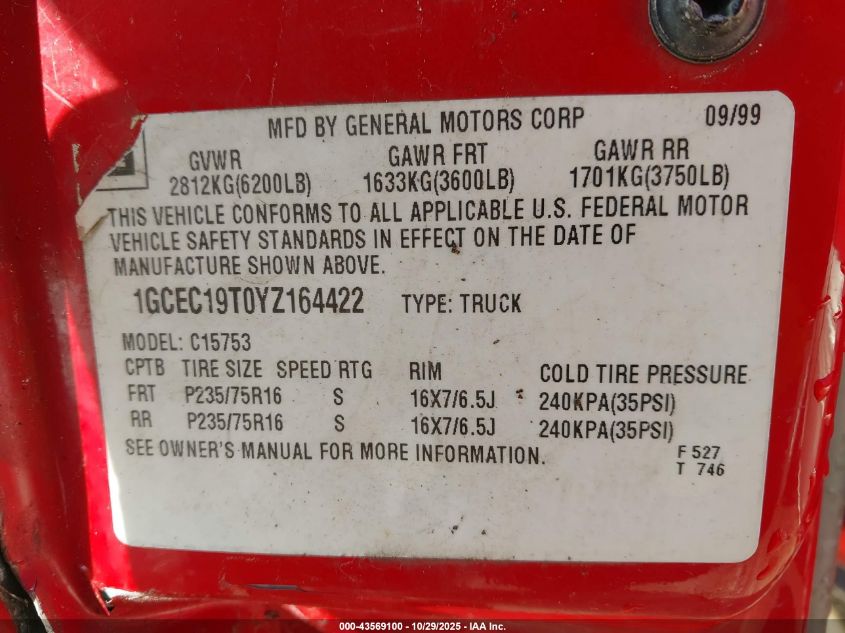 MFD BY GENERAL MOTORS CORP 09/99
GVWR GAWR FRT GAWR RR
2812KG(6200LB) 1633KG(3600LB) 1701KG(3750LB)
THIS VEHICLE CONFORMS TO ALL APPLICABLE U.S. FEDERAL MOTOR
VEHICLE SAFETY STANDARDS IN EFFECT ON THE DATE OF
MANUFACTURE SHOWN ABOVE.
1GCEC19T0YZ164422 TYPE: TRUCK
MODEL: C15753
CPTB TIRE SIZE SPEED RTG RIM COLD TIRE PRESSURE
FRT P235/75R16 S 16X7/6.5J 240KPA(35PSI)
RR P235/75R16 S 16X7/6.5J 240KPA(35PSI)
SEE OWNER'S MANUAL FOR MORE INFORMATION.
F 527
T 746
000-43569100 - 10/29/2025 - IAA Inc.